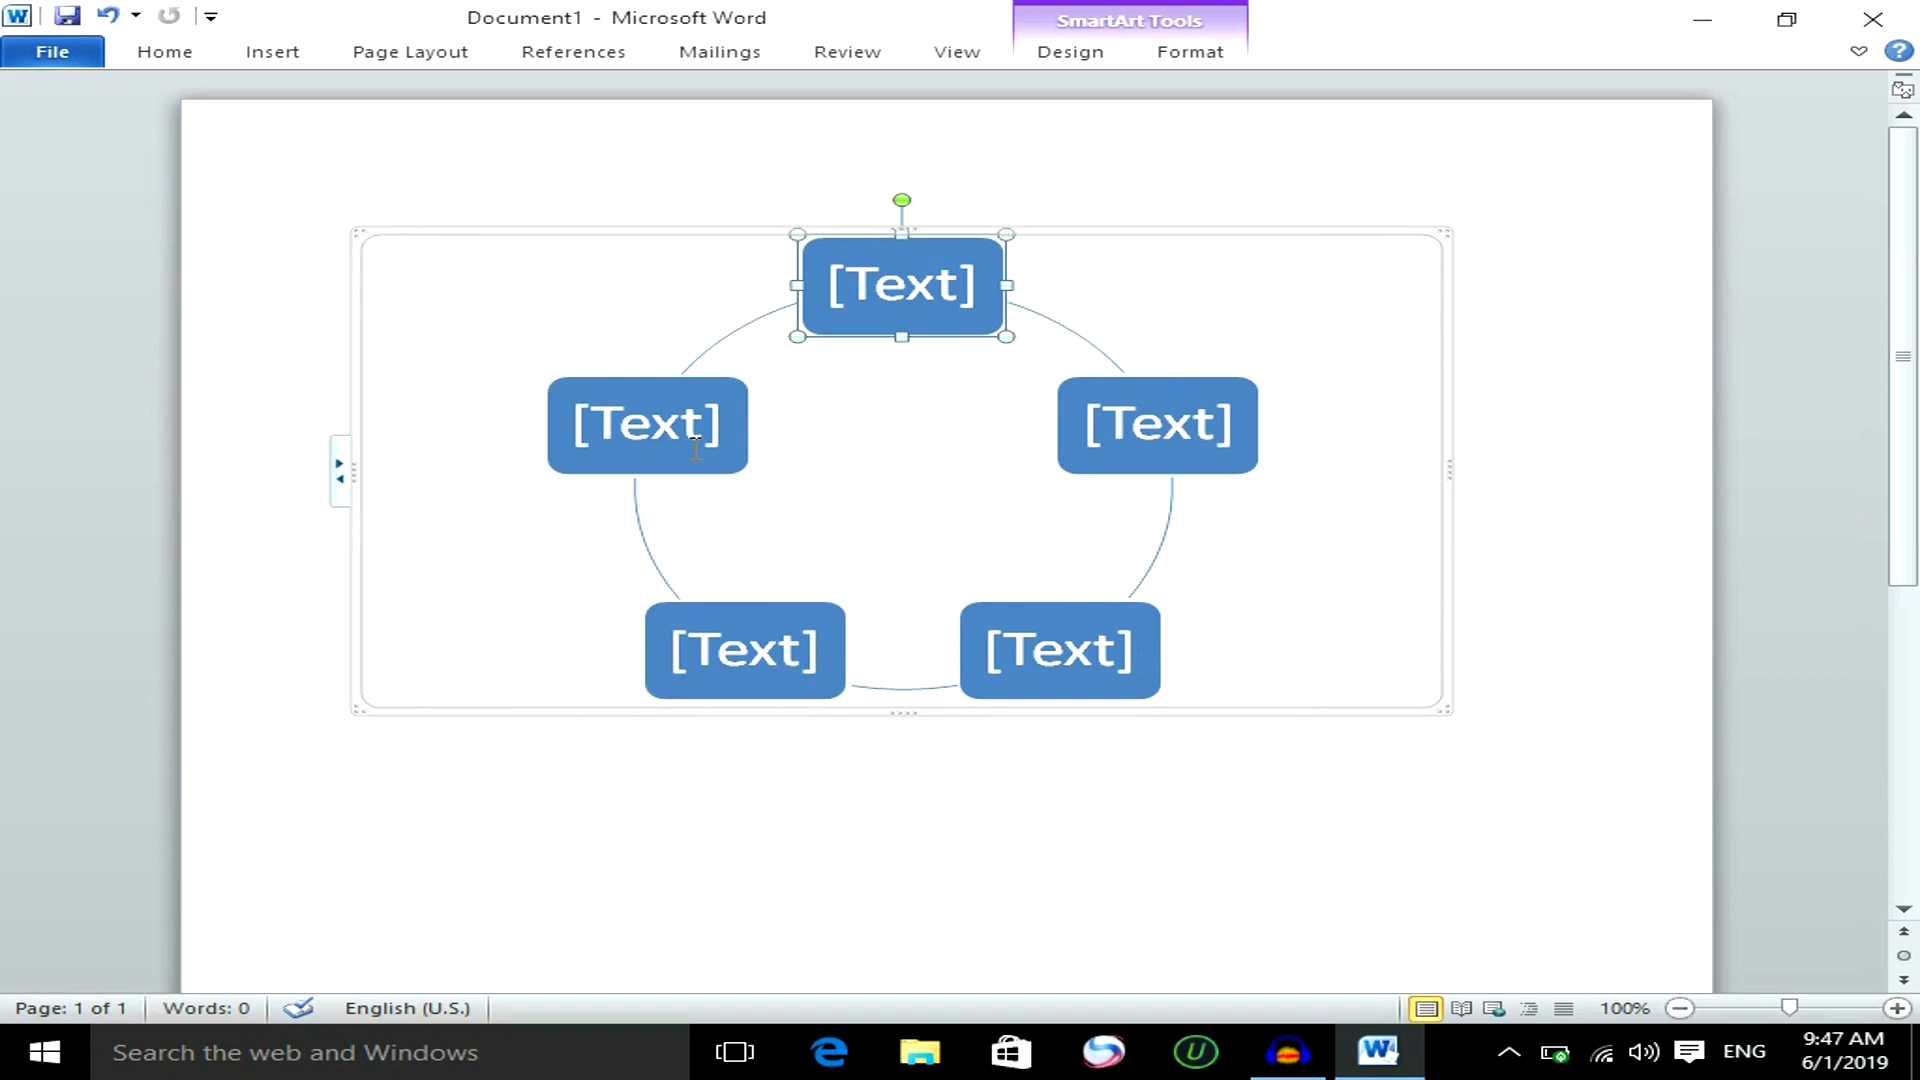 Document1 - Microsoft Word
SmartArt Tools
File Home Insert Page Layout References Mailings Review View Design Format
[Text]
[Text] [Text]
[Text] [Text]
Page: 1 of 1 Words: 0 English (U.S.) 100%
Search the web and Windows
ENG
9:47 AM
6/1/2019